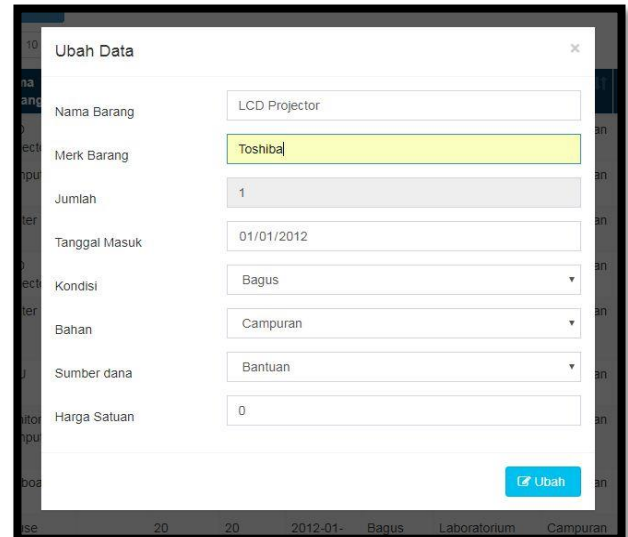 10
Ubah Data
×
Nama Barang
LCD Projector
Merk Barang
Toshiba
Jumlah
1
Tanggal Masuk
01/01/2012
Kondisi
Bagus
Bahan
Campuran
Sumber dana
Bantuan
Harga Satuan
0
Ubah
20 20 2012-01- Bagus Laboratorium Campuran